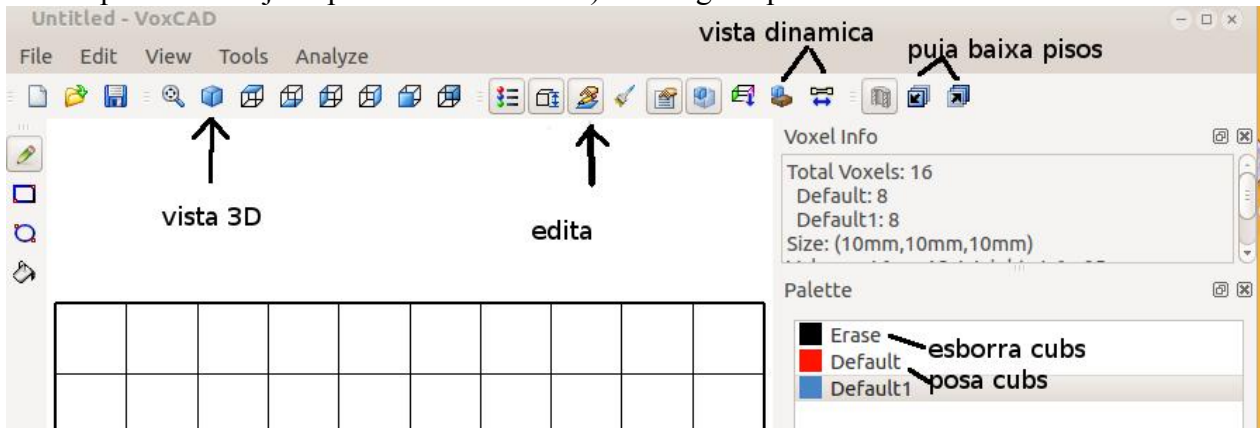 Untitled - VoxCAD
vista dinamica
puja baixa pisos
File Edit View Tools Analyze
Voxel Info
Total Voxels: 16
Default: 8
Default1: 8
Size: (10mm,10mm,10mm)
vista 3D
edita
Palette
Erase
esborra cubs
Default
posa cubs
Default1